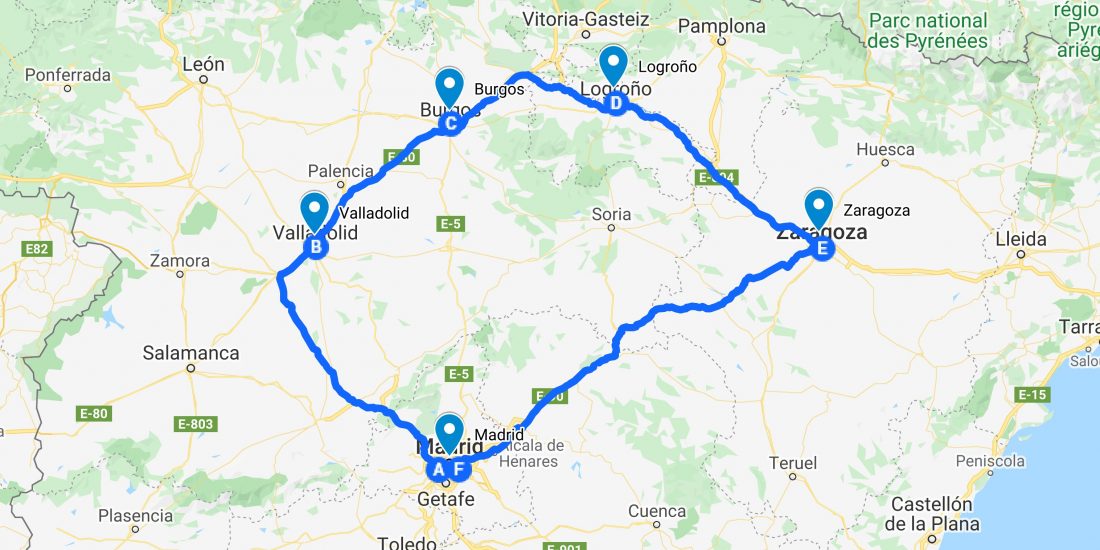 Vitoria-Gasteiz
Pamplona
Parc national
des Pyrénées
régio
Pyr
ariég
Ponferrada
León
Logroño
Logroño
D
Burgos
Burgos
C
E-80
Palencia
Huesca
E-804
Valladolid
Valladolid
B
E-5
Soria
Zaragoza
Zaragoza
E
Lleida
E82
Zamora
Salamanca
E-5
E-90
E-15
Tarra
Salou
E-80
E-803
Madrid
Madrid
A
F
Alcalá de
Henares
Getafe
Teruel
Peniscola
Plasencia
Cuenca
Castellón
de la Plana
Toledo
E-901